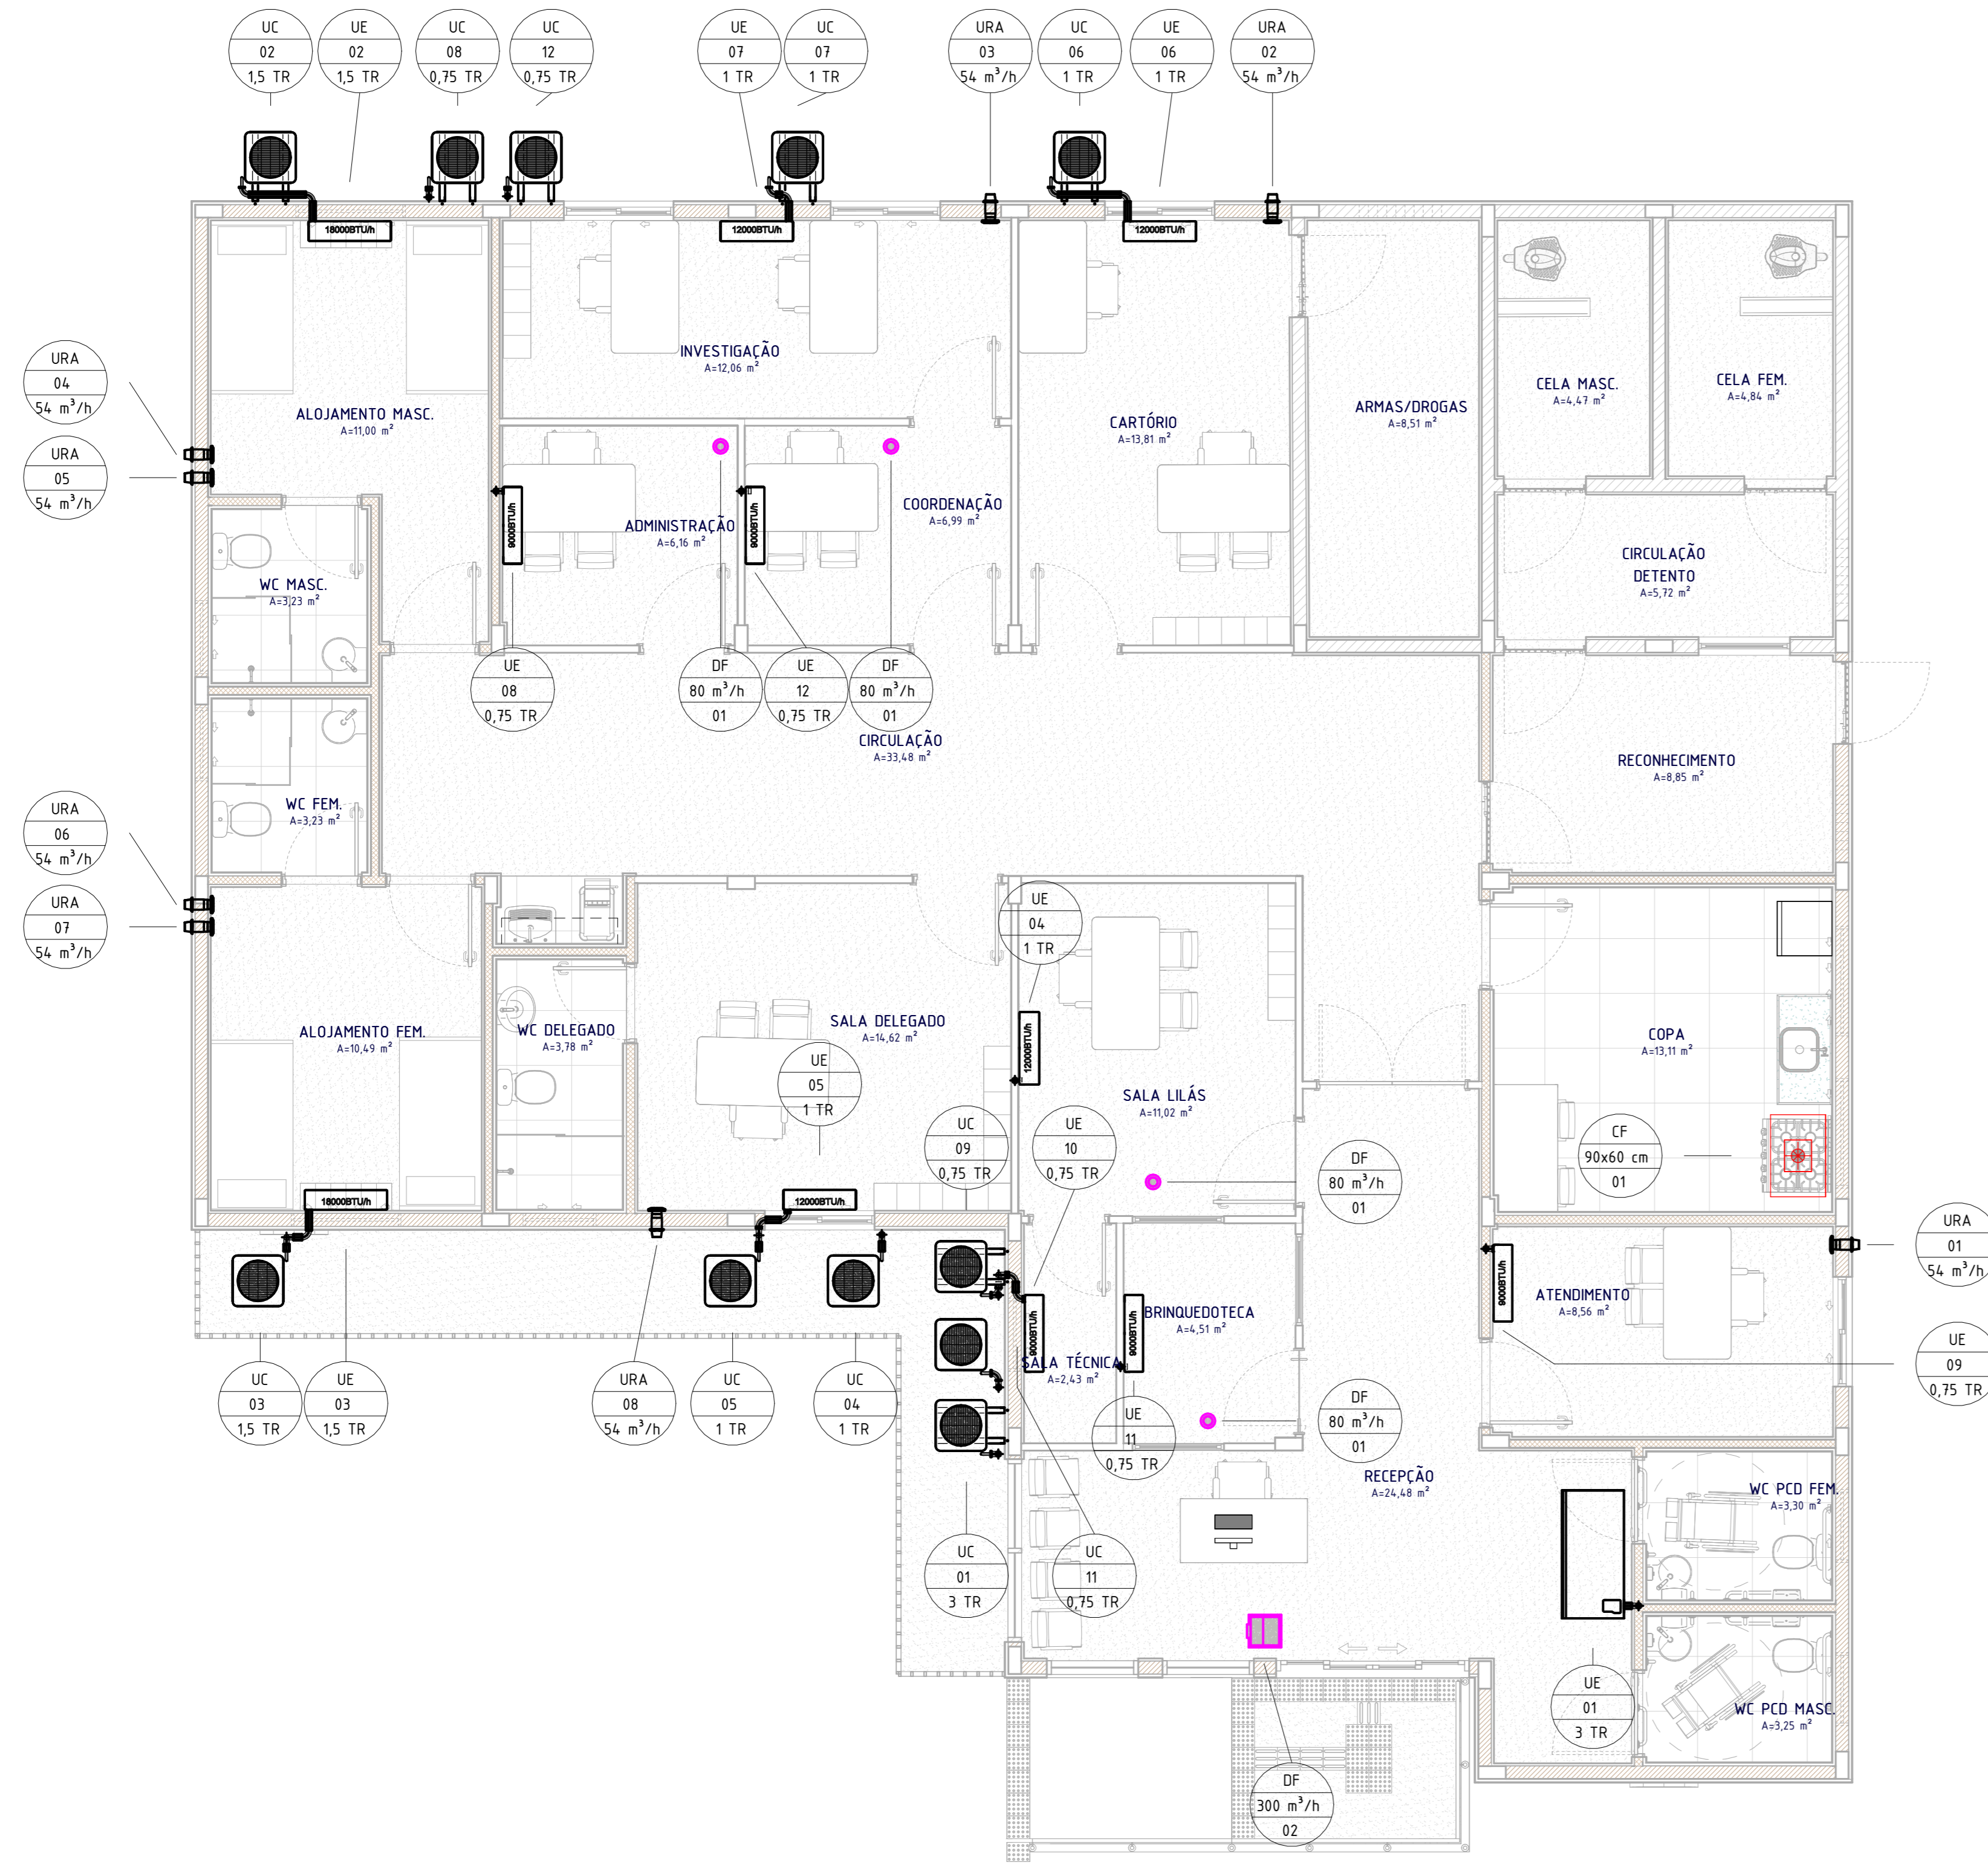 UC
02
1,5 TR
UE
02
1,5 TR
UC
08
0,75 TR
UC
12
0,75 TR
UE
07
1 TR
UC
07
1 TR
URA
03
54 m³/h
UC
06
1 TR
UE
06
1 TR
URA
02
54 m³/h
18000BTU/h
12000BTU/h
12000BTU/h
URA
04
54 m³/h
URA
05
54 m³/h
ALOJAMENTO MASC.
A=11,00 m²
INVESTIGAÇÃO
A=12,06 m²
CARTÓRIO
A=13,81 m²
ARMAS/DROGAS
A=8,51 m²
CELA MASC.
A=4,47 m²
CELA FEM.
A=4,84 m²
9000BTU/h
ADMINISTRAÇÃO
A=6,16 m²
9000BTU/h
COORDENAÇÃO
A=6,99 m²
CIRCULAÇÃO
DETENTO
A=5,72 m²
WC MASC.
A=3,23 m²
UE
08
0,75 TR
DF
80 m³/h
01
UE
12
0,75 TR
DF
80 m³/h
01
CIRCULAÇÃO
A=33,48 m²
RECONHECIMENTO
A=8,85 m²
WC FEM.
A=3,23 m²
URA
06
54 m³/h
URA
07
54 m³/h
UE
04
1 TR
ALOJAMENTO FEM.
A=10,49 m²
WC DELEGADO
A=3,78 m²
SALA DELEGADO
A=14,62 m²
UE
05
1 TR
12000BTU/h
SALA LILÁS
A=11,02 m²
COPA
A=13,11 m²
UC
09
0,75 TR
UE
10
0,75 TR
DF
80 m³/h
01
CF
90x60 cm
01
18000BTU/h
12000BTU/h
URA
01
54 m³/h
9000BTU/h
ATENDIMENTO
A=8,56 m²
9000BTU/h
9000BTU/h
BRINQUEDOTECA
A=4,51 m²
SALA TÉCNICA
A=2,43 m²
UE
09
0,75 TR
UC
03
1,5 TR
UE
03
1,5 TR
URA
08
54 m³/h
UC
05
1 TR
UC
04
1 TR
UE
11
0,75 TR
DF
80 m³/h
01
RECEPÇÃO
A=24,48 m²
WC PCD FEM.
A=3,30 m²
UC
01
3 TR
UC
11
0,75 TR
UE
01
3 TR
WC PCD MASC.
A=3,25 m²
DF
300 m³/h
02